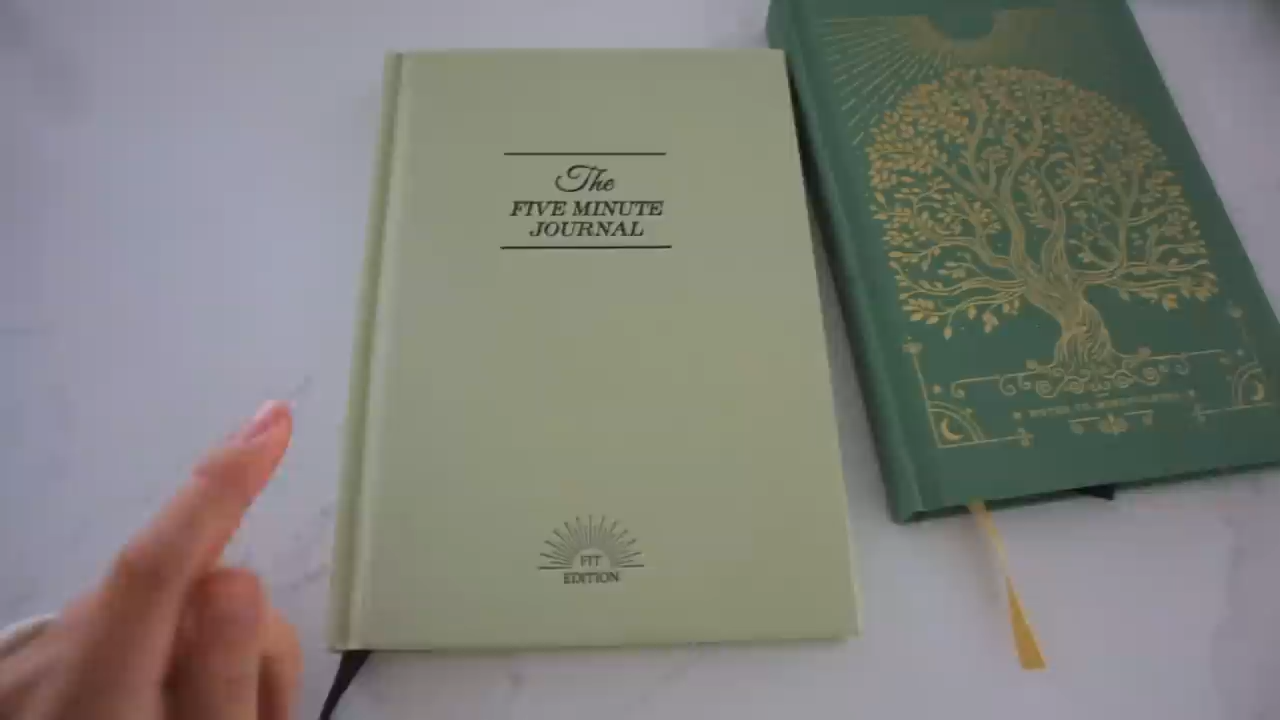 The
FIVE MINUTE
JOURNAL
FIT
EDITION